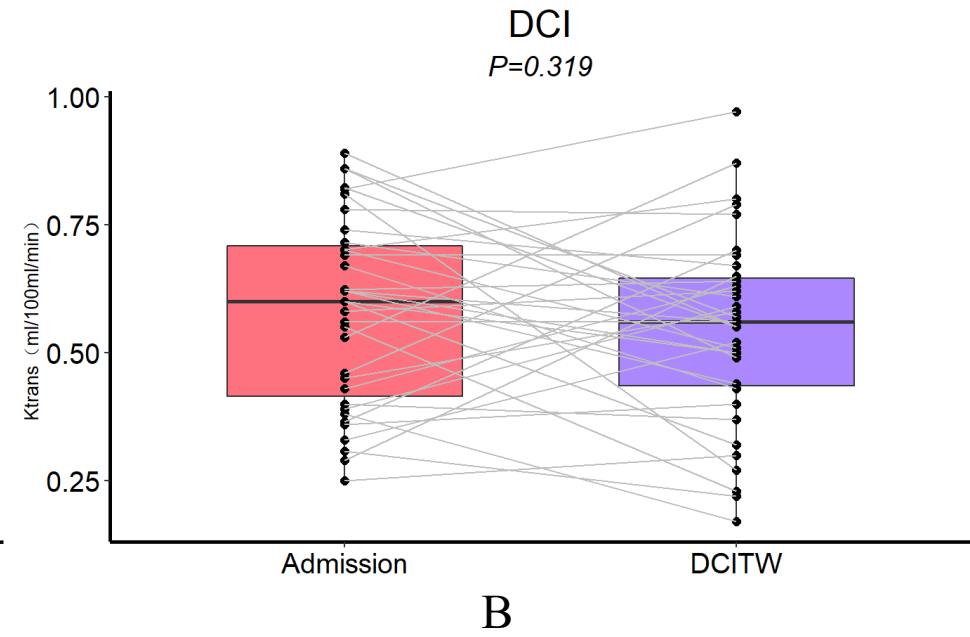 DCI
P=0.319
1.00
0.75
0.50
0.25
Ktrans（ml/100ml/min）
Admission
DCITW
B